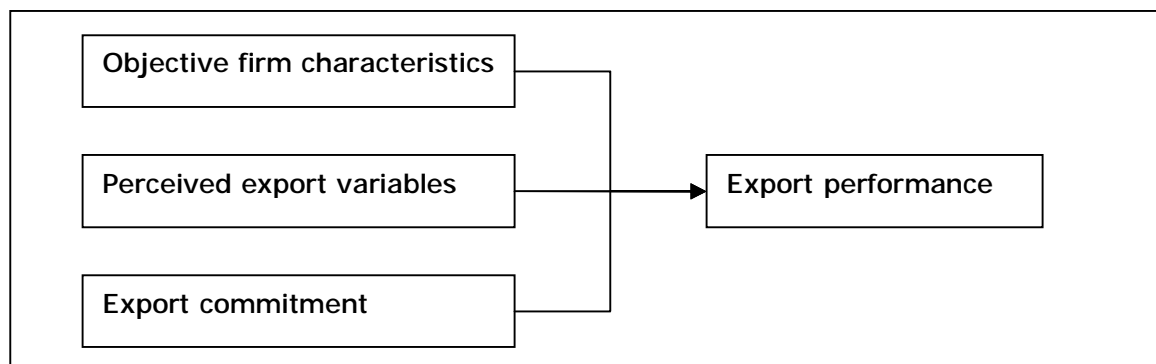 Objective firm characteristics
Perceived export variables
Export performance
Export commitment